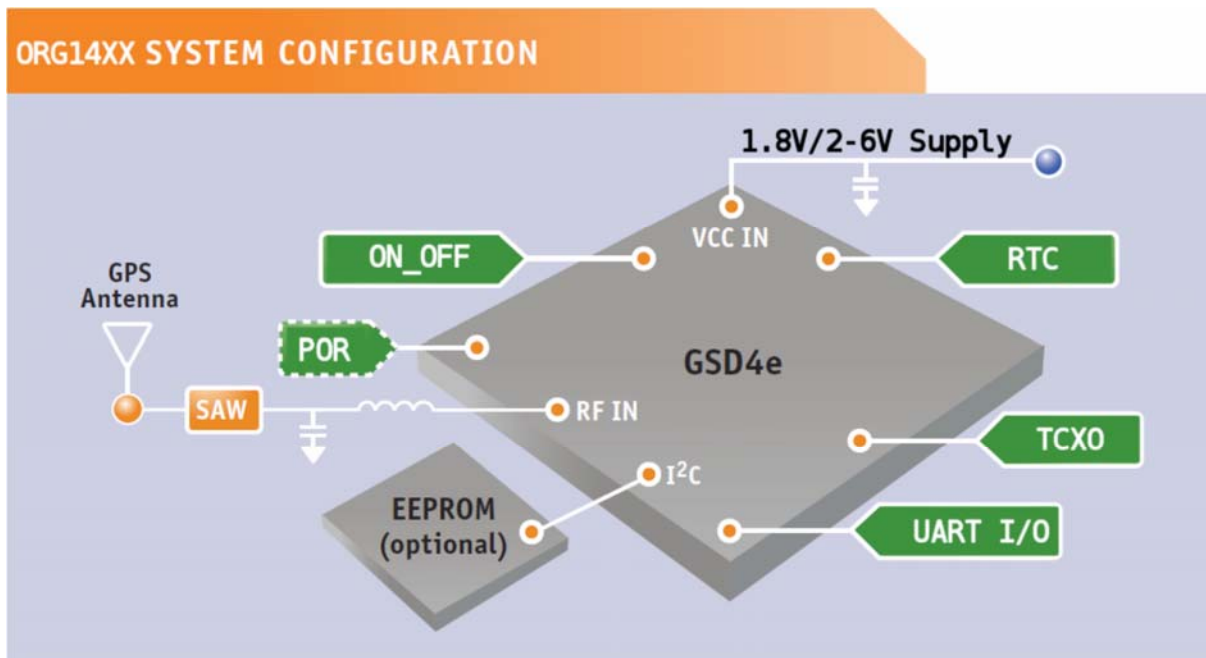 ORG14XX SYSTEM CONFIGURATION
1.8V/2-6V Supply
VCC IN
ON_OFF
RTC
GPS
Antenna
POR
GSD4e
SAW
RF IN
TCXO
I²C
EEPROM
(optional)
UART I/O